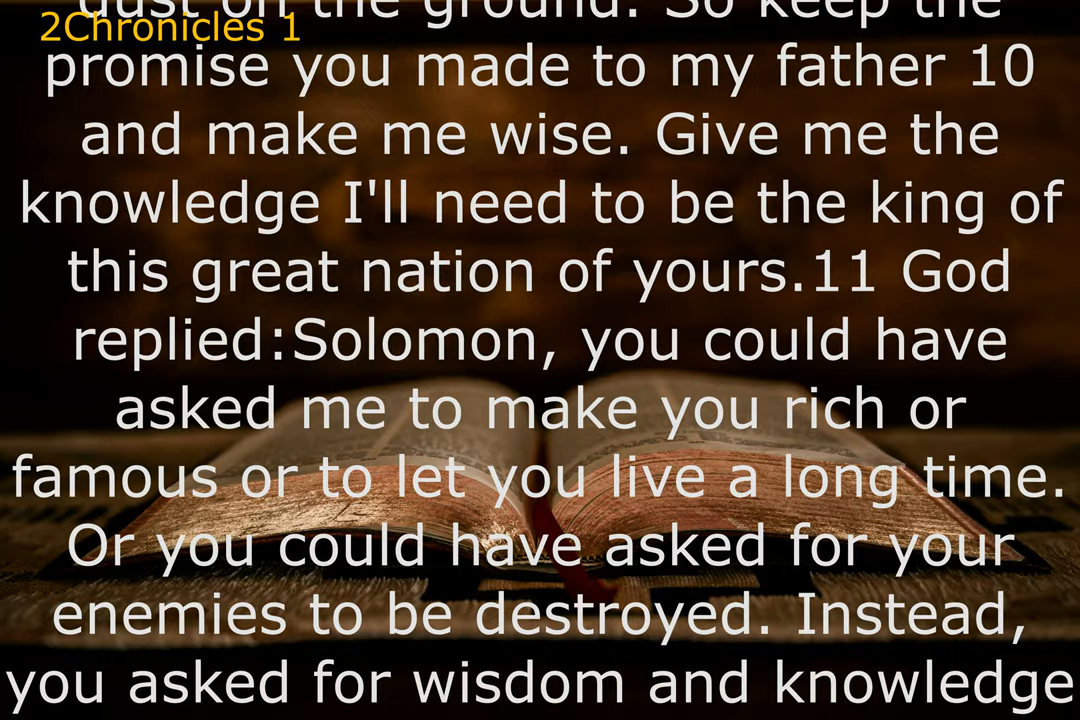 dust on the ground. So keep the
2Chronicles 1
promise you made to my father 10
and make me wise. Give me the
knowledge I'll need to be the king of
this great nation of yours.11 God
replied:Solomon, you could have
asked me to make you rich or
famous or to let you live a long time.
Or you could have asked for your
enemies to be destroyed. Instead,
you asked for wisdom and knowledge